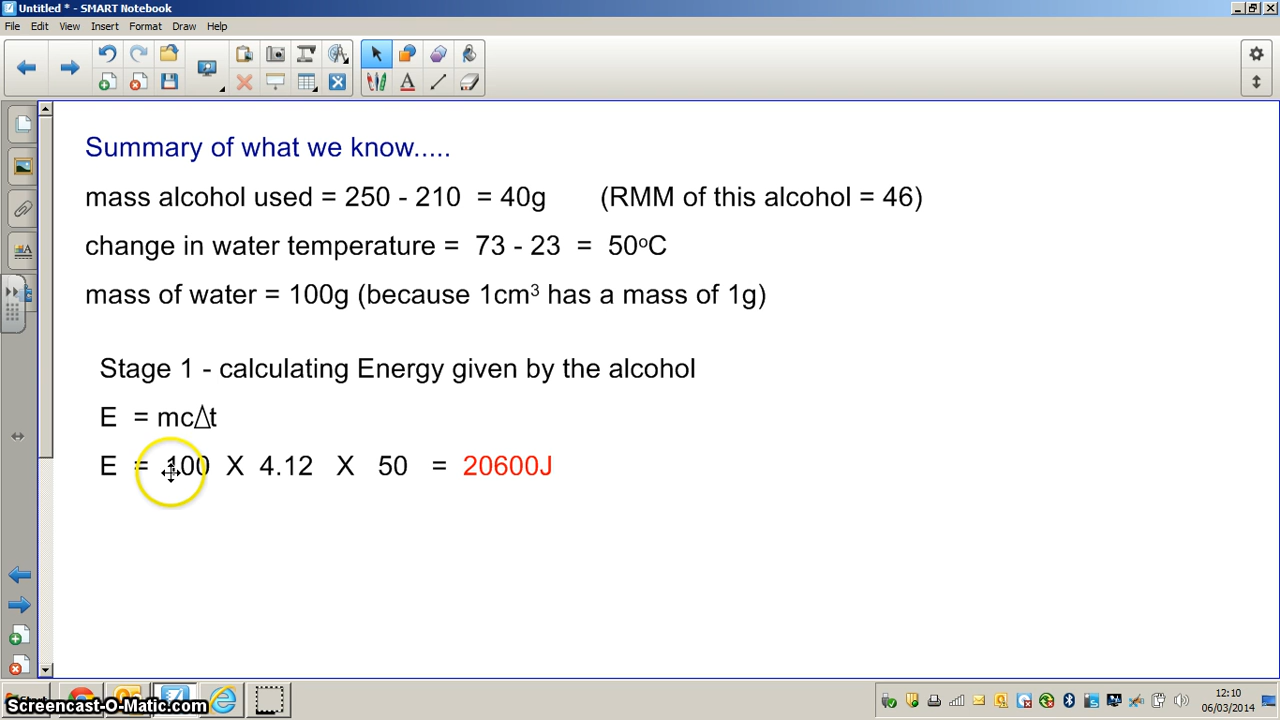 Untitled * - SMART Notebook
File Edit View Insert Format Draw Help
Summary of what we know.....
mass alcohol used = 250 - 210 = 40g (RMM of this alcohol = 46)
change in water temperature = 73 - 23 = 50°C
mass of water = 100g (because 1cm³ has a mass of 1g)
Stage 1 - calculating Energy given by the alcohol
E = mc∆t
E = 100 X 4.12 X 50 = 20600J
Screencast-O-Matic.com
12:10
06/03/2014